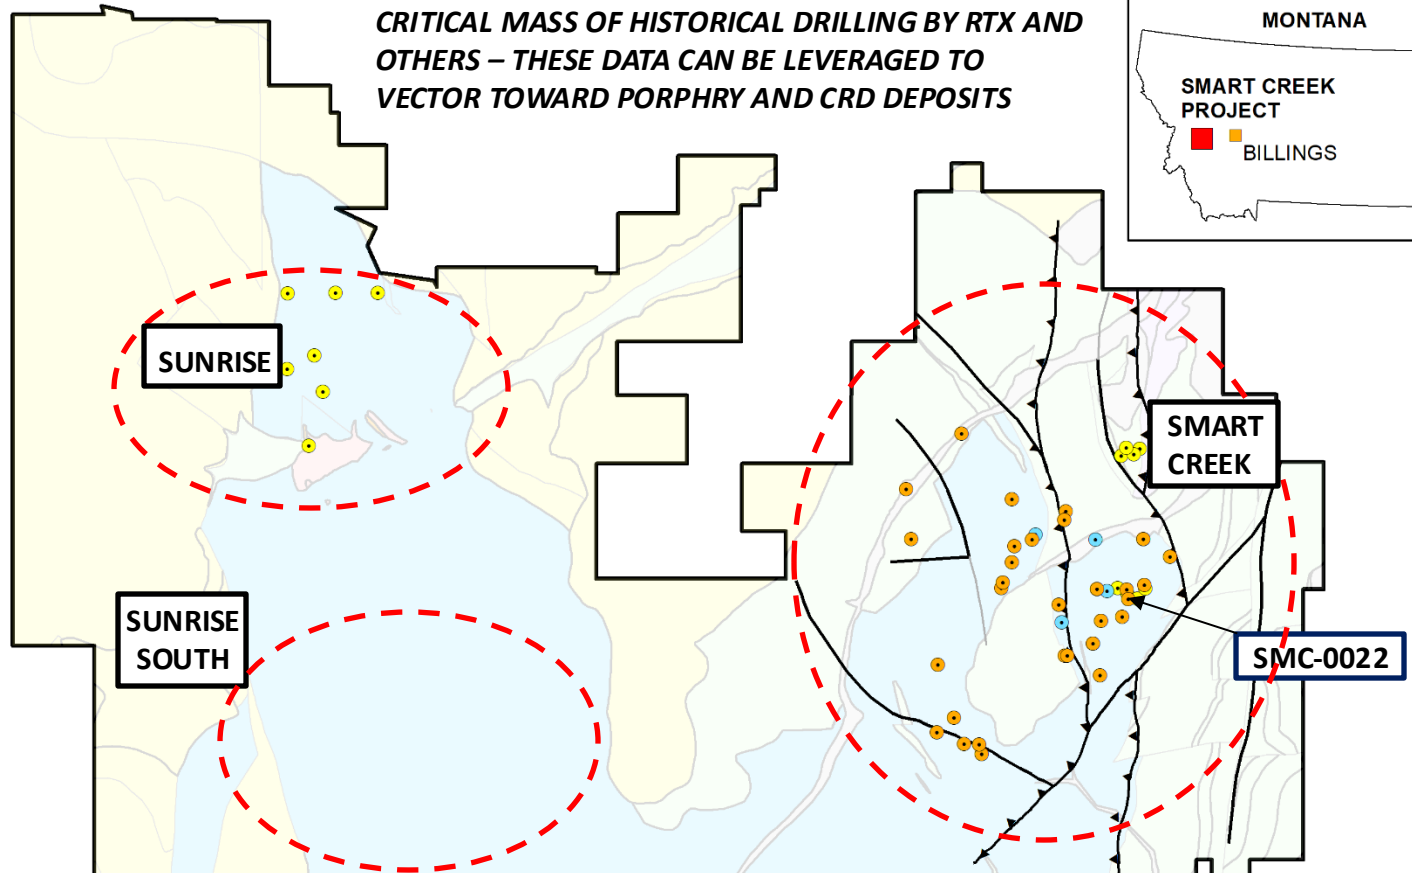 CRITICAL MASS OF HISTORICAL DRILLING BY RTX AND
OTHERS – THESE DATA CAN BE LEVERAGED TO
VECTOR TOWARD PORPHRY AND CRD DEPOSITS
MONTANA
SMART CREEK
PROJECT
BILLINGS
SUNRISE
SMART
CREEK
SUNRISE
SOUTH
SMC-0022